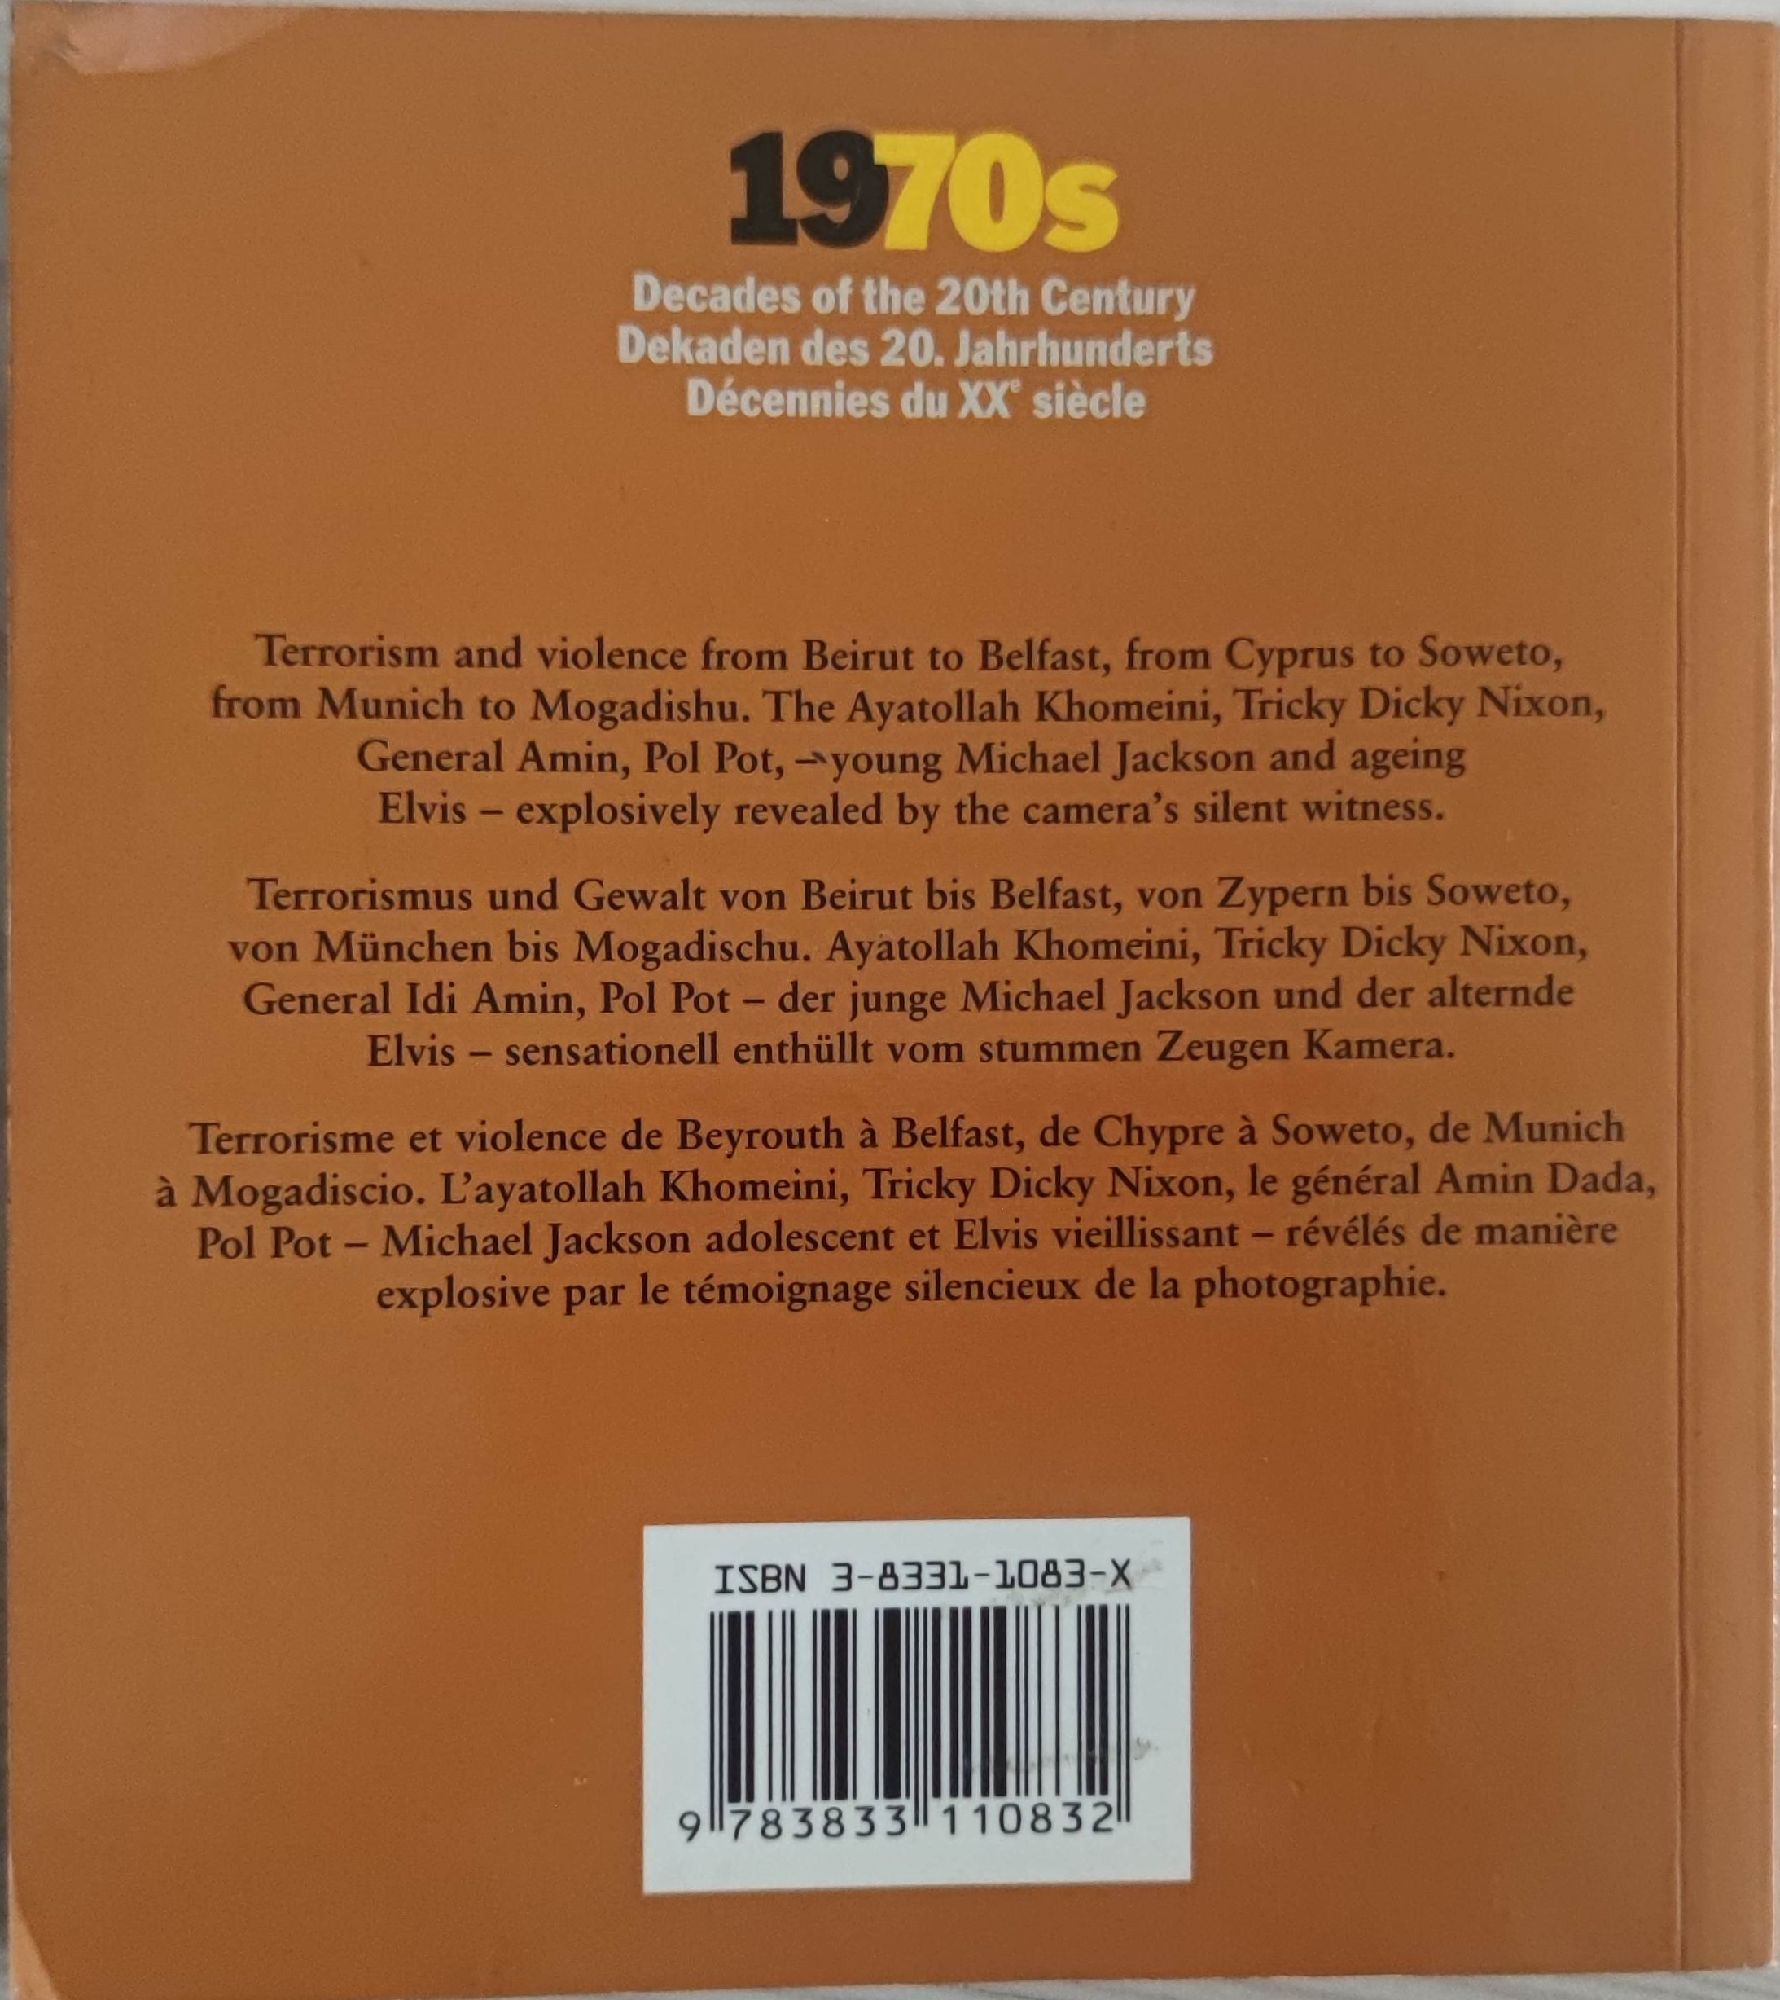 1970s
Decades of the 20th Century
Dekaden des 20. Jahrhunderts
Décennies du XXe siècle
Terrorism and violence from Beirut to Belfast, from Cyprus to Soweto,
from Munich to Mogadishu. The Ayatollah Khomeini, Tricky Dicky Nixon,
General Amin, Pol Pot, – young Michael Jackson and ageing
Elvis – explosively revealed by the camera's silent witness.
Terrorismus und Gewalt von Beirut bis Belfast, von Zypern bis Soweto,
von München bis Mogadischu. Ayatollah Khomeini, Tricky Dicky Nixon,
General Idi Amin, Pol Pot – der junge Michael Jackson und der alternde
Elvis – sensationell enthüllt vom stummen Zeugen Kamera.
Terrorisme et violence de Beyrouth à Belfast, de Chypre à Soweto, de Munich
à Mogadiscio. L'ayatollah Khomeini, Tricky Dicky Nixon, le général Amin Dada,
Pol Pot – Michael Jackson adolescent et Elvis vieillissant – révélés de manière
explosive par le témoignage silencieux de la photographie.
ISBN 3-8331-1083-X
9 783833 110832